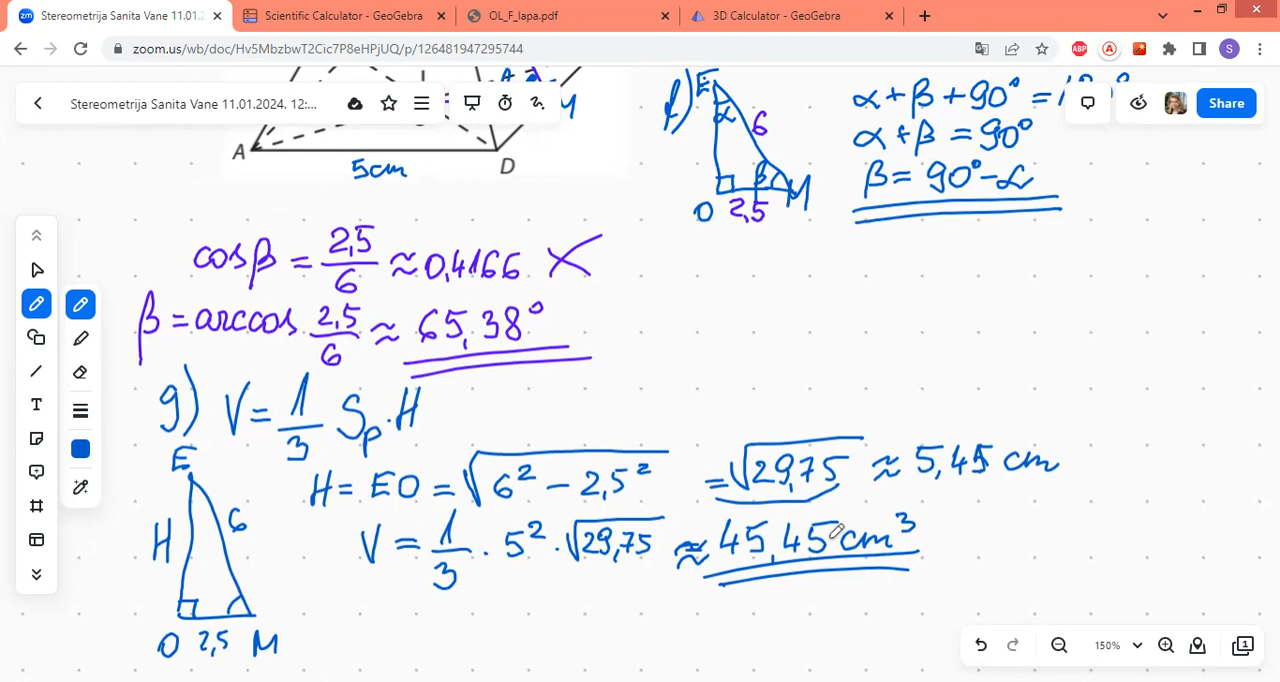 Stereometrija Sanita Vane 11.01.
Scientific Calculator - GeoGebra
OL_F_lapa.pdf
3D Calculator - GeoGebra
zoom.us/wb/doc/Hv5MbzbwT2Cic7P8eHPjUQ/p/126481947295744
ABP
A
S
Stereometrija Sanita Vane 11.01.2024. 12:...
Share
A
M
A
D
5cm
f)
E
α
6
β
O
2,5
M
α+β+90° =
α+β = 90°
β = 90°-α
cosβ = 2,5/6 ≈ 0,4166
β = arccos 2,5/6 ≈ 65,38°
g) V = 1/3 Sp·H
E
H
6
O
2,5
M
H = EO = √6² − 2,5² = √29,75 ≈ 5,45 cm
V = 1/3 · 5² · √29,75 ≈ 45,45 cm³
T
150%
1